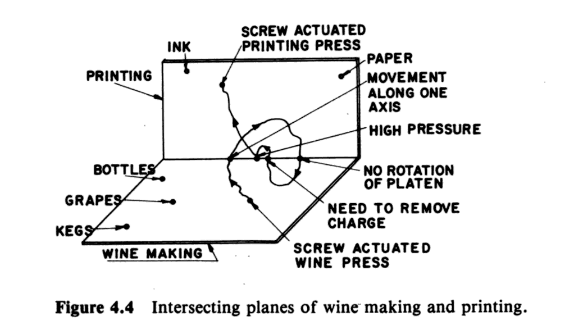 SCREW ACTUATED
PRINTING PRESS
INK
PAPER
PRINTING
MOVEMENT
ALONG ONE
AXIS
HIGH PRESSURE
BOTTLES
NO ROTATION
OF PLATEN
GRAPES
NEED TO REMOVE
CHARGE
KEGS
SCREW ACTUATED
WINE PRESS
WINE MAKING
Figure 4.4 Intersecting planes of wine making and printing.